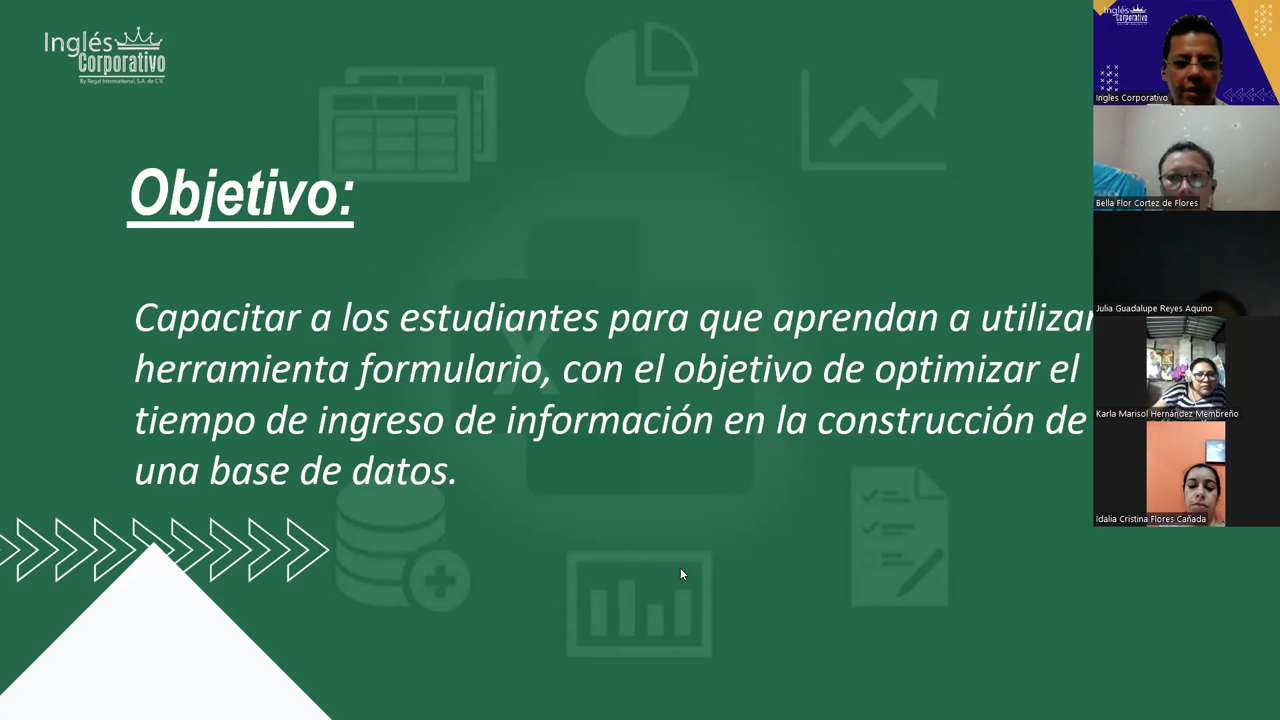 Inglés
Corporativo
By Regal International, S.A. de C.V.
Objetivo:
Capacitar a los estudiantes para que aprendan a utilizar
herramienta formulario, con el objetivo de optimizar el
tiempo de ingreso de información en la construcción de
una base de datos.
Inglés
Corporativo
Ingles Corporativo
Bella Flor Cortez de Flores
Julia Guadalupe Reyes Aquino
Karla Marisol Hernández Membreño
Idalia Cristina Flores Cañada